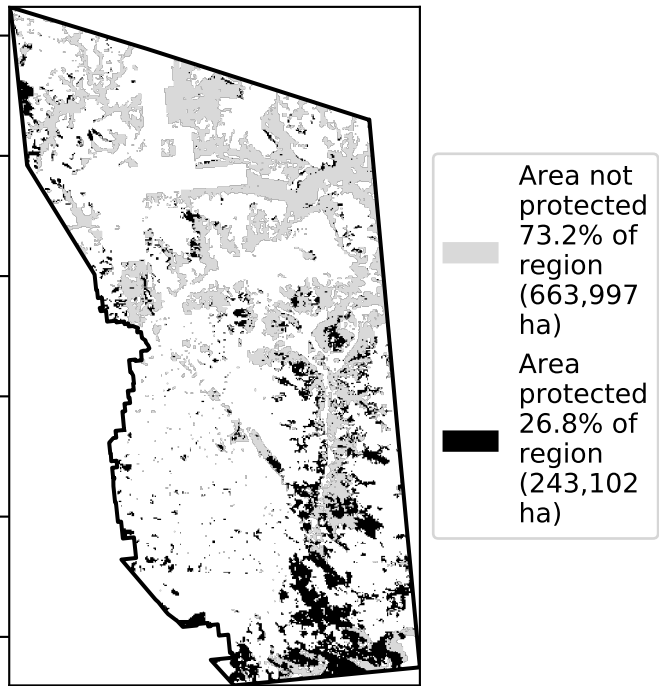 Area not
protected
73.2% of
region
(663,997
ha)
Area
protected
26.8% of
region
(243,102
ha)